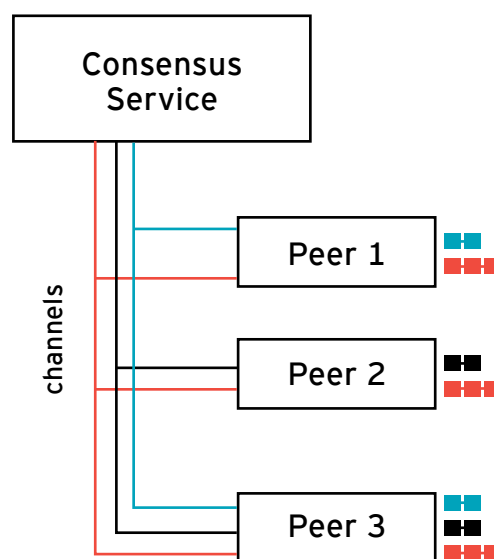 Consensus
Service
Peer 1
channels
Peer 2
Peer 3